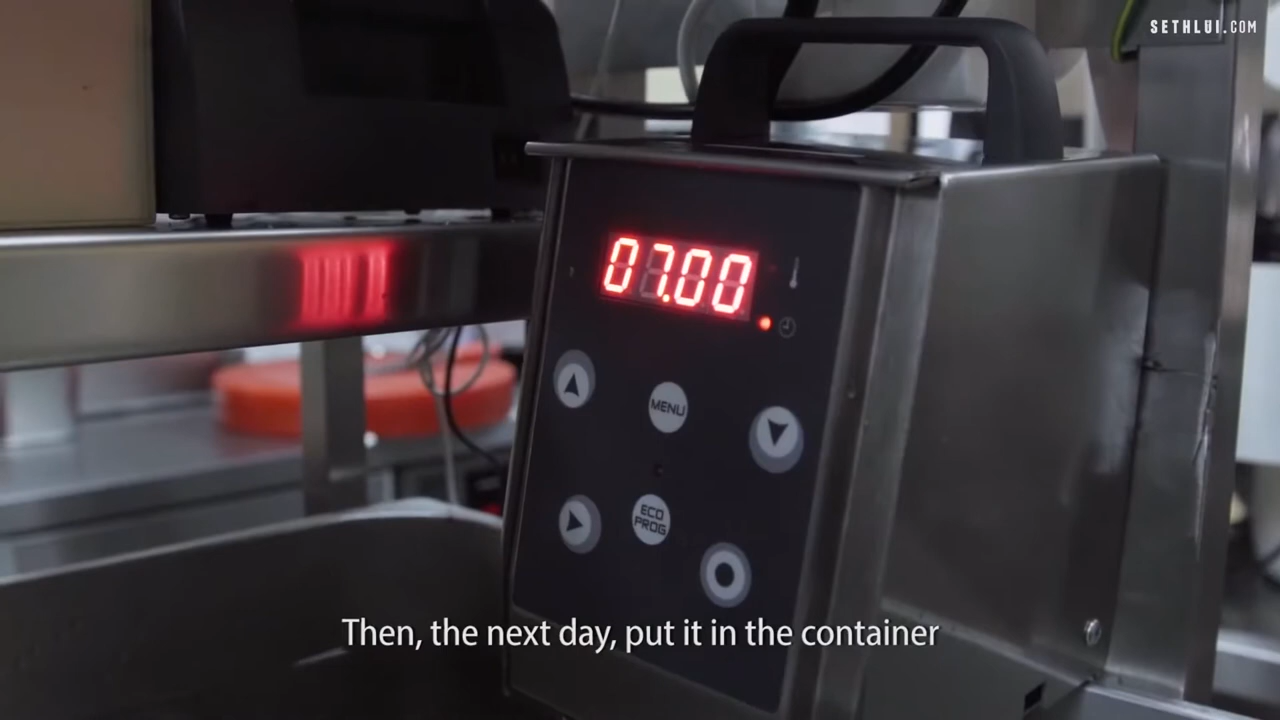 SETHLUI.COM
07.00
MENU
ECO
PROG
Then, the next day, put it in the container